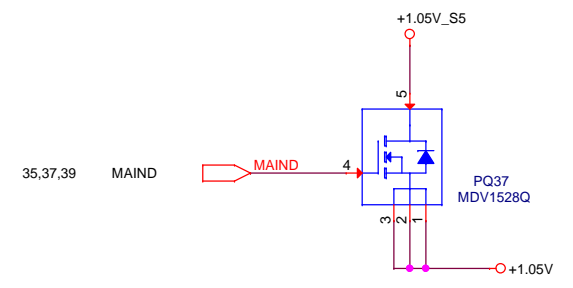 +1.05V_S5
5
35,37,39 MAIND
MAIND
4
PQ37
MDV1528Q
3 2 1
+1.05V